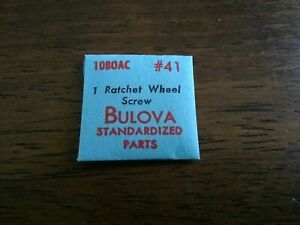 10BOAC #41
1 Ratchet Wheel
Screw
BULOVA
STANDARDIZED
PARTS